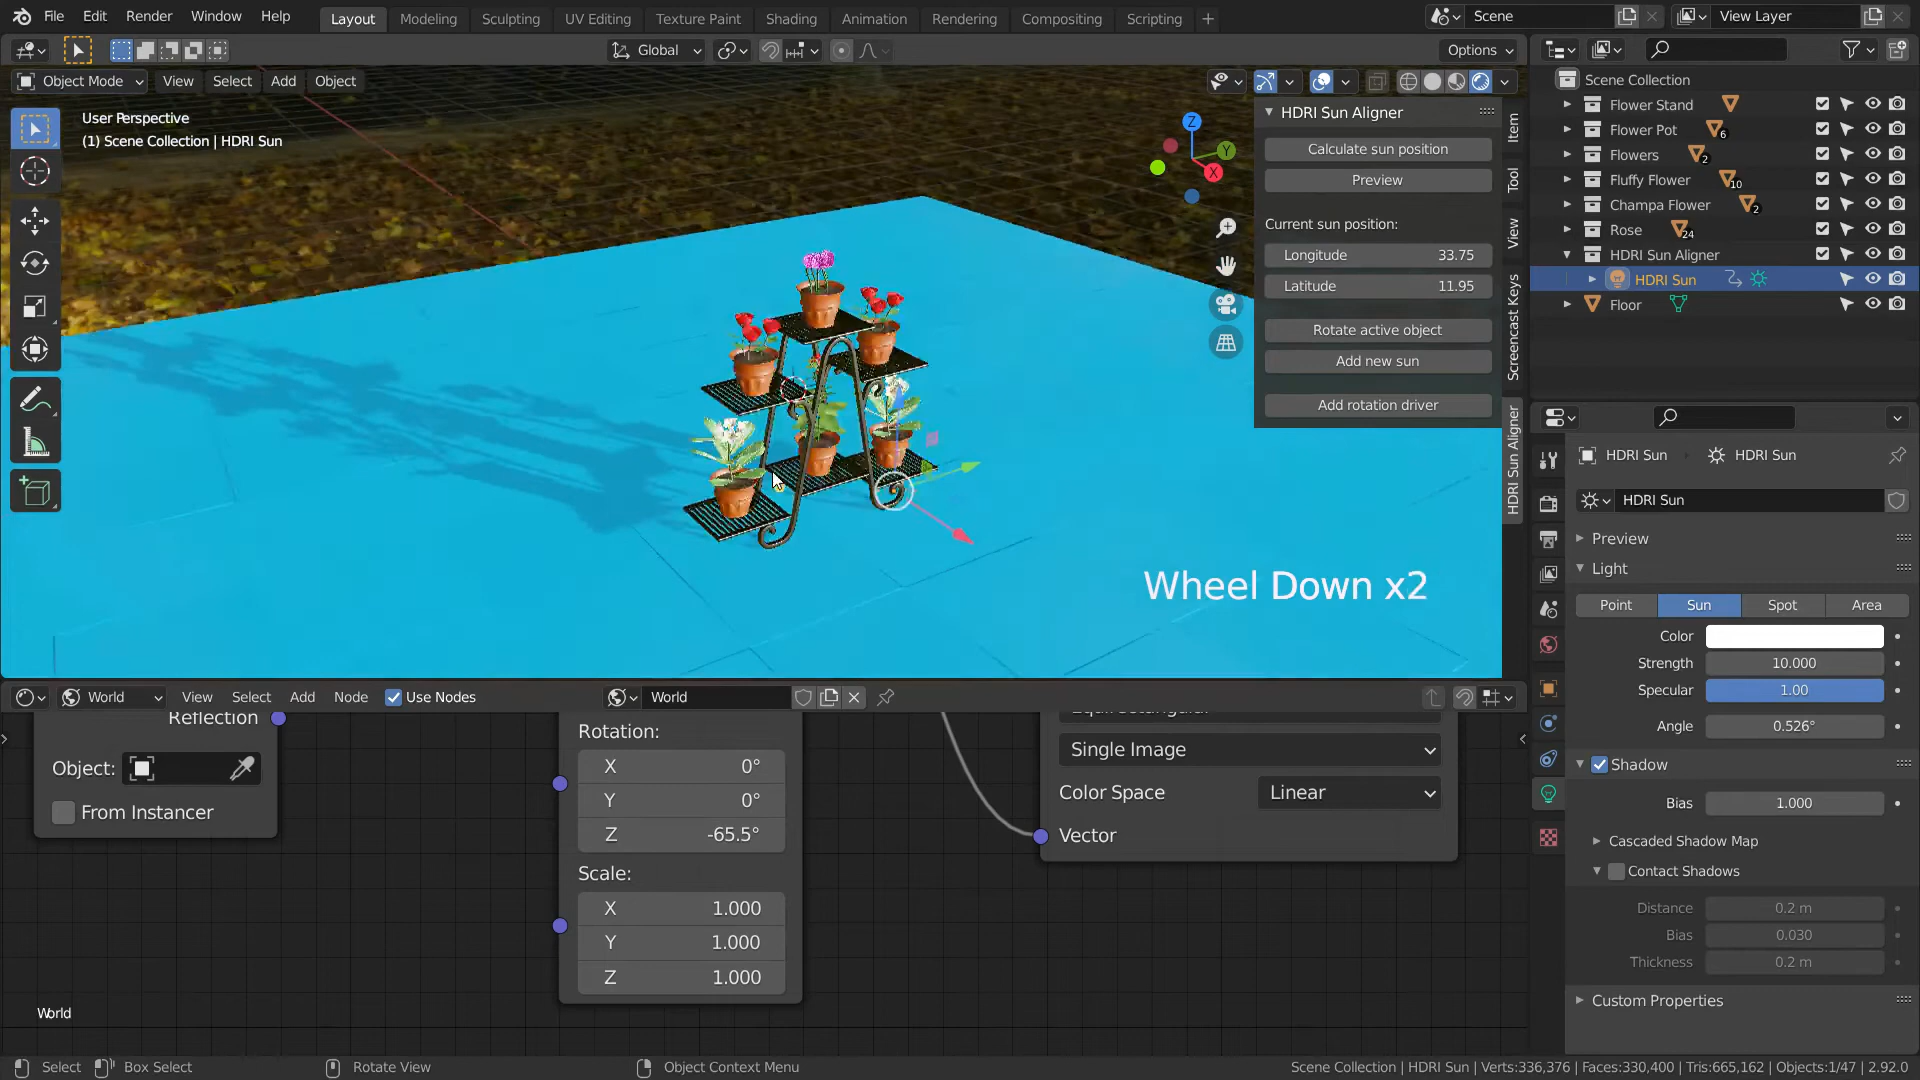 File Edit Render Window Help Layout Modeling Sculpting UV Editing Texture Paint Shading Animation Rendering Compositing Scripting + Scene View Layer
Global Options
Object Mode View Select Add Object
User Perspective
(1) Scene Collection | HDRI Sun
Z
Y
X
HDRI Sun Aligner
Calculate sun position
Preview
Current sun position:
Longitude 33.75
Latitude 11.95
Rotate active object
Add new sun
Add rotation driver
Item
Tool
View
Screencast Keys
HDRI Sun Aligner
Wheel Down x2
Scene Collection
Flower Stand
Flower Pot 6
Flowers 2
Fluffy Flower 10
Champa Flower 2
Rose 24
HDRI Sun Aligner
HDRI Sun
Floor
HDRI Sun HDRI Sun
HDRI Sun
Preview
Light
Point Sun Spot Area
Color
Strength 10.000
Specular 1.00
Angle 0.526°
Shadow
Bias 1.000
Cascaded Shadow Map
Contact Shadows
Distance 0.2 m
Bias 0.030
Thickness 0.2 m
Custom Properties
World View Select Add Node Use Nodes World
Reflection
Object:
From Instancer
Rotation:
X 0°
Y 0°
Z -65.5°
Scale:
X 1.000
Y 1.000
Z 1.000
Single Image
Color Space Linear
Vector
World
Select Box Select Rotate View Object Context Menu Scene Collection | HDRI Sun | Verts:336,376 | Faces:330,400 | Tris:665,162 | Objects:1/47 | 2.92.0